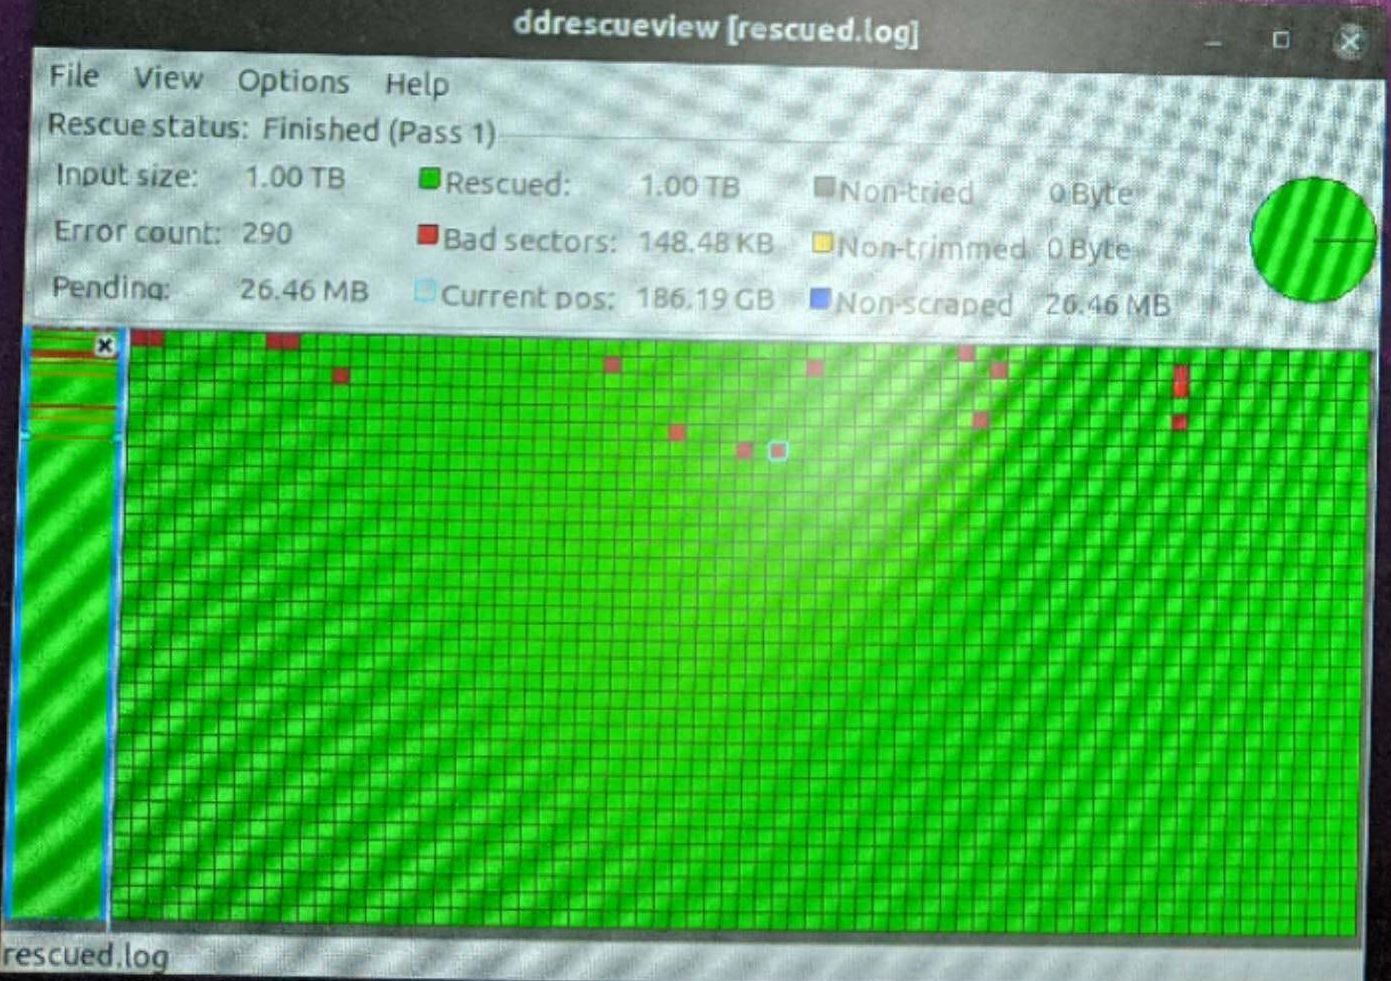 ddrescueview [rescued.log]
File View Options Help
Rescue status: Finished (Pass 1)
Input size: 1.00 TB Rescued: 1.00 TB Non-tried 0 Byte
Error count: 290 Bad sectors: 148.48 KB Non-trimmed 0 Byte
Pending: 26.46 MB Current pos: 186.19 GB Non-scraped 26.46 MB
rescued.log